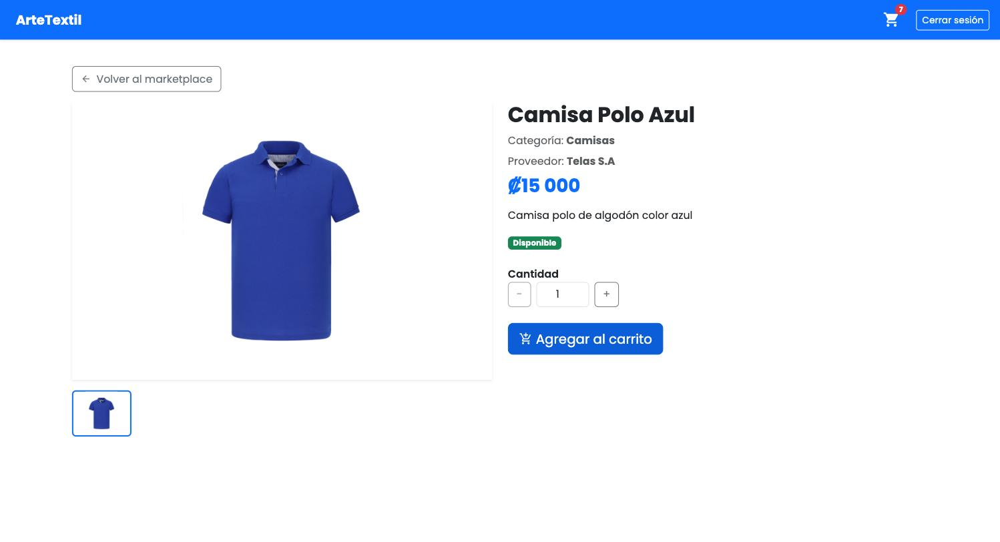 ArteTextil
7
Cerrar sesión
Volver al marketplace
Camisa Polo Azul
Categoría: Camisas
Proveedor: Telas S.A
₡15 000
Camisa polo de algodón color azul
Disponible
Cantidad
- 1 +
Agregar al carrito